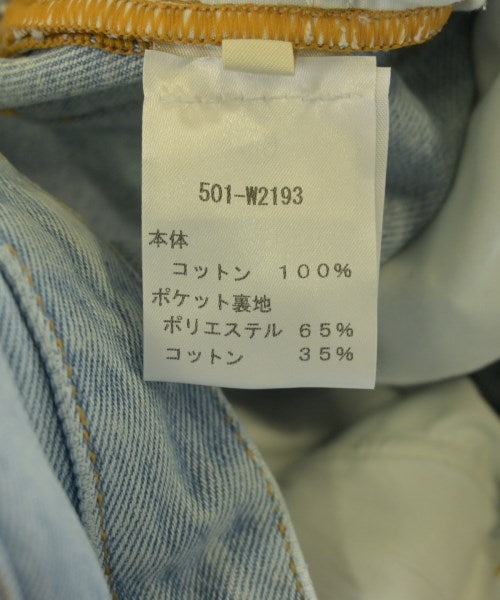 501-W2193
本体
コットン 100%
ポケット裏地
ポリエステル 65%
コットン 35%